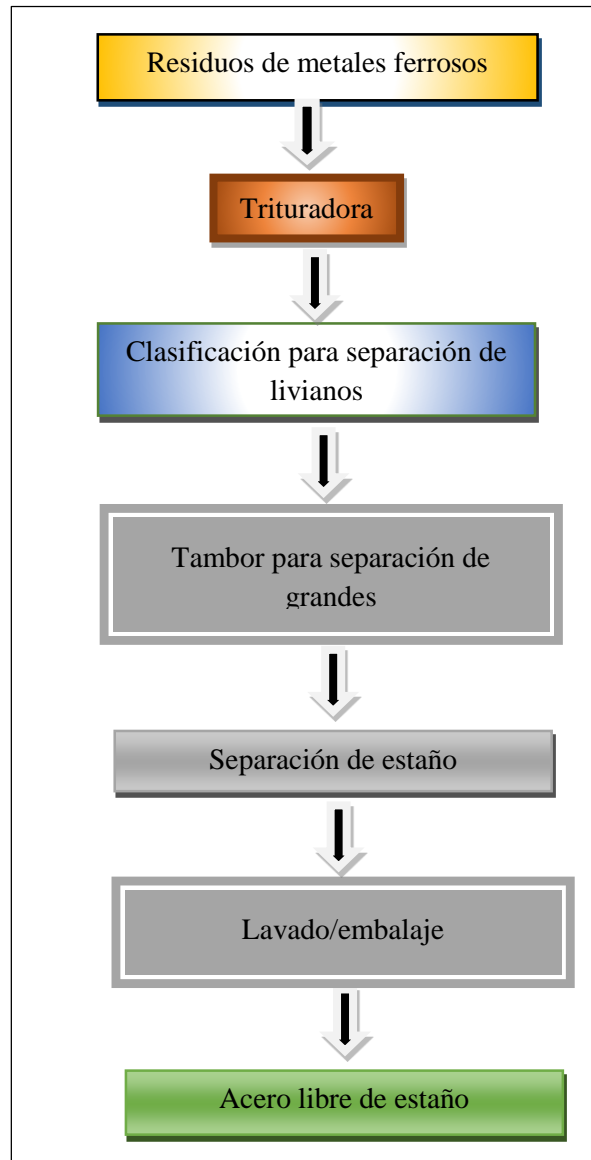 Residuos de metales ferrosos
Trituradora
Clasificación para separación de
livianos
Tambor para separación de
grandes
Separación de estaño
Lavado/embalaje
Acero libre de estaño